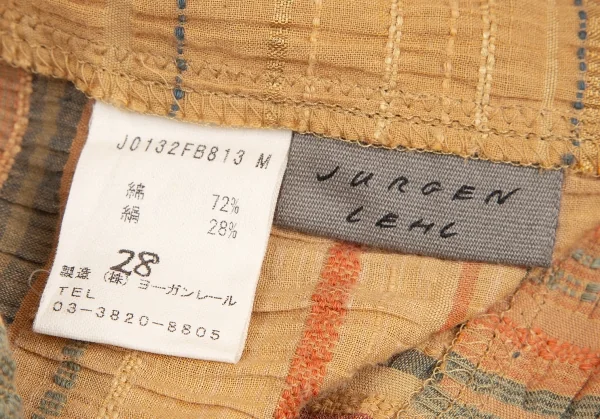 J0132FB813 M
綿 72%
絹 28%
28
製造 (株) ヨーガンレール
TEL
03-3820-8805
JURGEN
LEHL